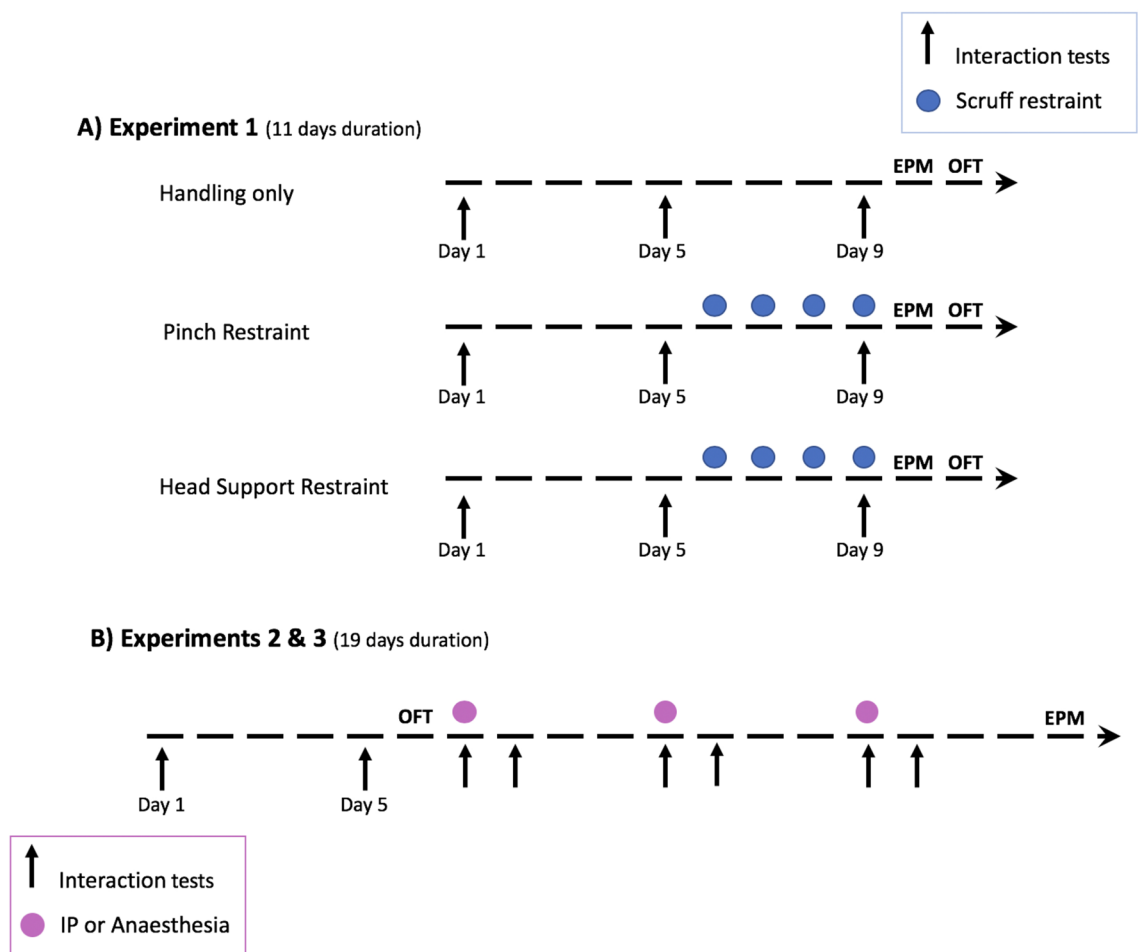 Interaction tests
Scruff restraint
A) Experiment 1 (11 days duration)
EPM OFT
Handling only
Day 1 Day 5 Day 9
EPM OFT
Pinch Restraint
Day 1 Day 5 Day 9
EPM OFT
Head Support Restraint
Day 1 Day 5 Day 9
B) Experiments 2 & 3 (19 days duration)
OFT EPM
Day 1 Day 5
Interaction tests
IP or Anaesthesia